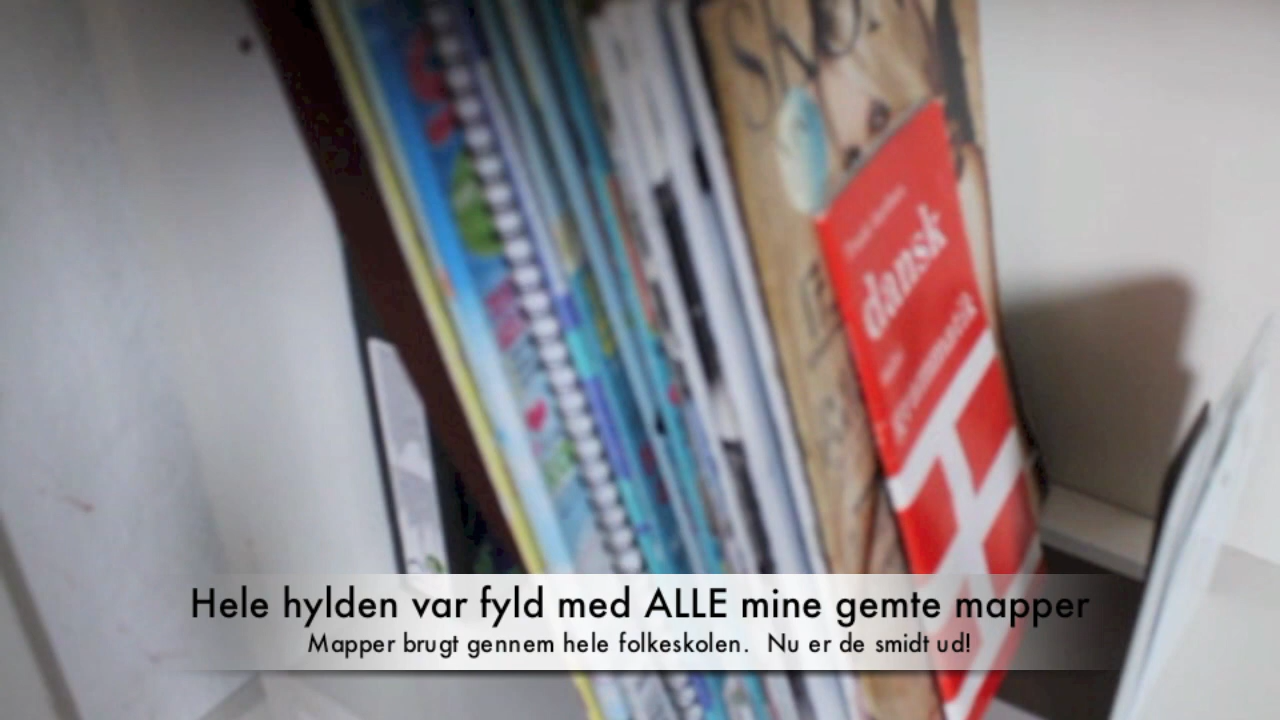 dansk
grammatik
Hele hylden var fyld med ALLE mine gemte mapper
Mapper brugt gennem hele folkeskolen. Nu er de smidt ud!